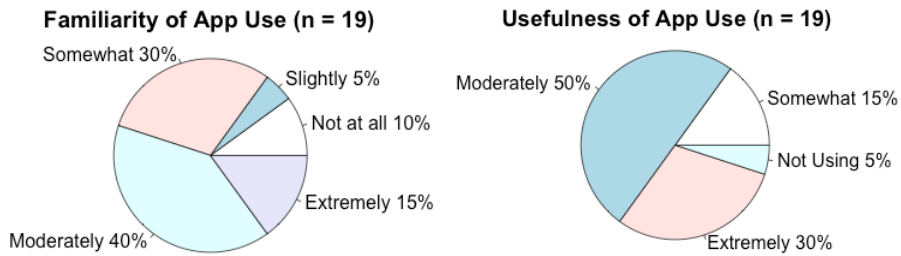 Familiarity of App Use (n = 19)
Somewhat 30%
Slightly 5%
Not at all 10%
Extremely 15%
Moderately 40%
Usefulness of App Use (n = 19)
Moderately 50%
Somewhat 15%
Not Using 5%
Extremely 30%